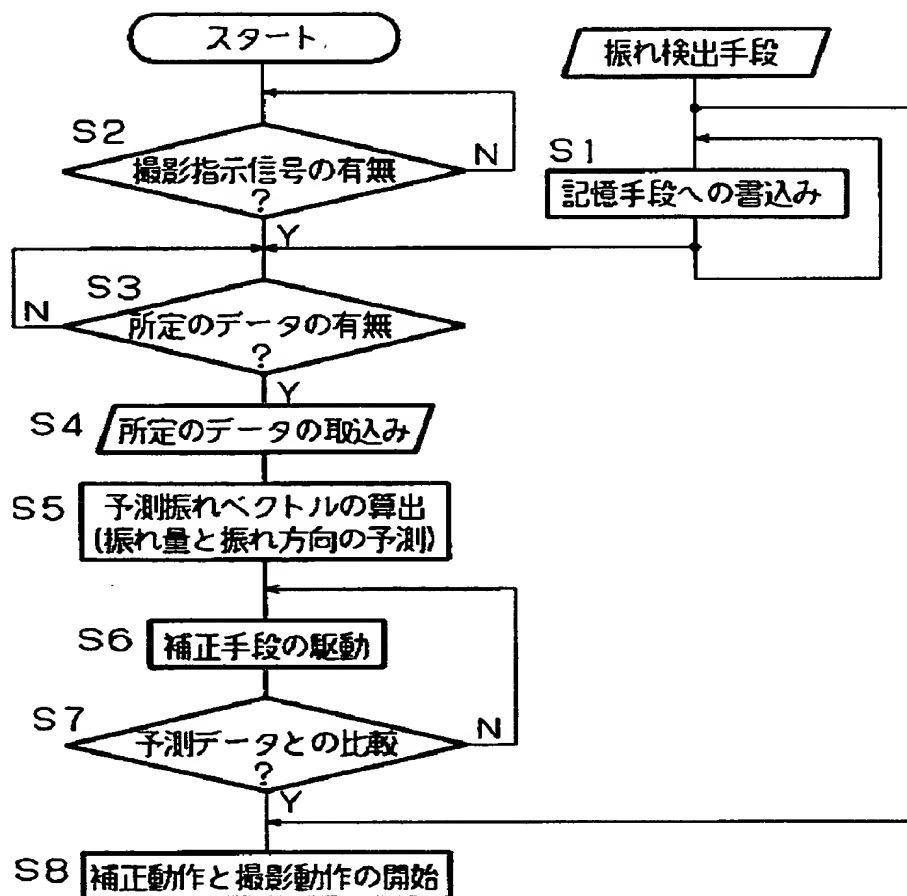 スタート
振れ検出手段
S2
撮影指示信号の有無
?
N
Y
S1
記憶手段への書込み
S3
所定のデータの有無
?
N
Y
S4
所定のデータの取込み
S5
予測振れベクトルの算出
(振れ量と振れ方向の予測)
S6
補正手段の駆動
S7
予測データとの比較
?
N
Y
S8
補正動作と撮影動作の開始